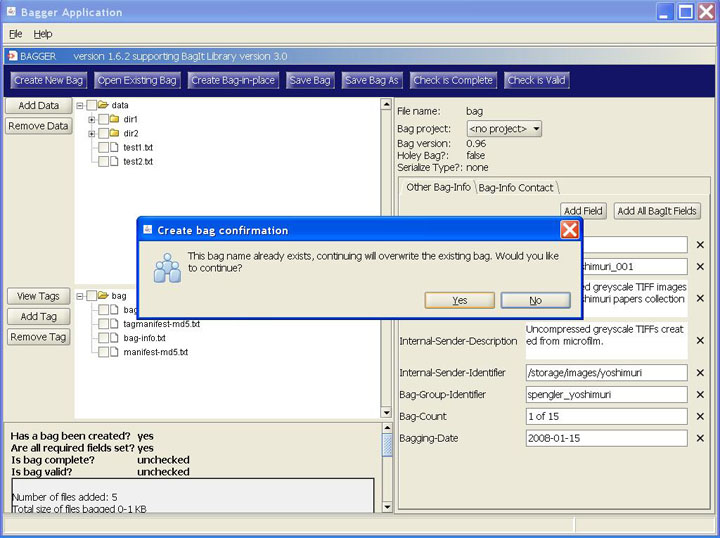 Bagger Application
File Help
BAGGER version 1.6.2 supporting BagIt Library version 3.0
Create New Bag Open Existing Bag Create Bag-in-place Save Bag Save Bag As Check is Complete Check is Valid
Add Data
Remove Data
data
dir1
dir2
test1.txt
test2.txt
File name: bag
Bag project: <no project>
Bag version: 0.96
Holey Bag?: false
Serialize Type?: none
Other Bag-Info Bag-Info Contact
Add Field Add All BagIt Fields
Create bag confirmation
This bag name already exists, continuing will overwrite the existing bag. Would you like
to continue?
Yes No
View Tags
Add Tag
Remove Tag
bag
tagmanifest-md5.txt
bag-info.txt
manifest-md5.txt
greyscale TIFF images
papers collection
Internal-Sender-Description
Uncompressed greyscale TIFFs creat
ed from microfilm.
Internal-Sender-Identifier /storage/images/yoshimuri
Bag-Group-Identifier spengler_yoshimuri
Bag-Count 1 of 15
Bagging-Date 2008-01-15
Has a bag been created? yes
Are all required fields set? yes
Is bag complete? unchecked
Is bag valid? unchecked
Number of files added: 5
Total size of files bagged 0-1 KB